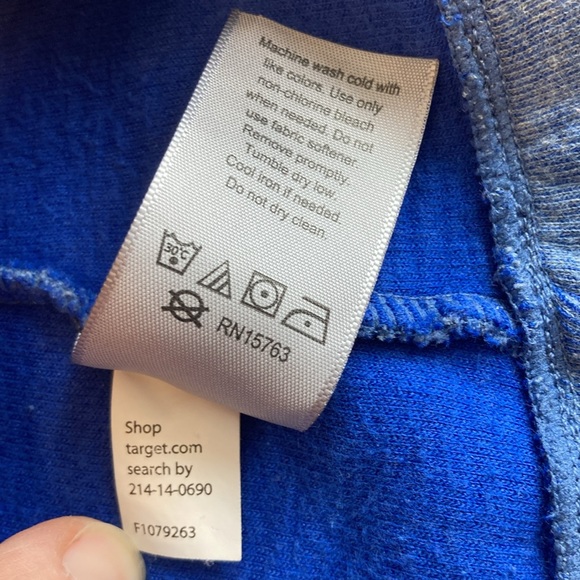 Machine wash cold with
like colors. Use only
non-chlorine bleach
when needed. Do not
use fabric softener.
Remove promptly.
Tumble dry low.
Cool iron if needed.
Do not dry clean.
30°C
RN15763
Shop
target.com
search by
214-14-0690
F1079263